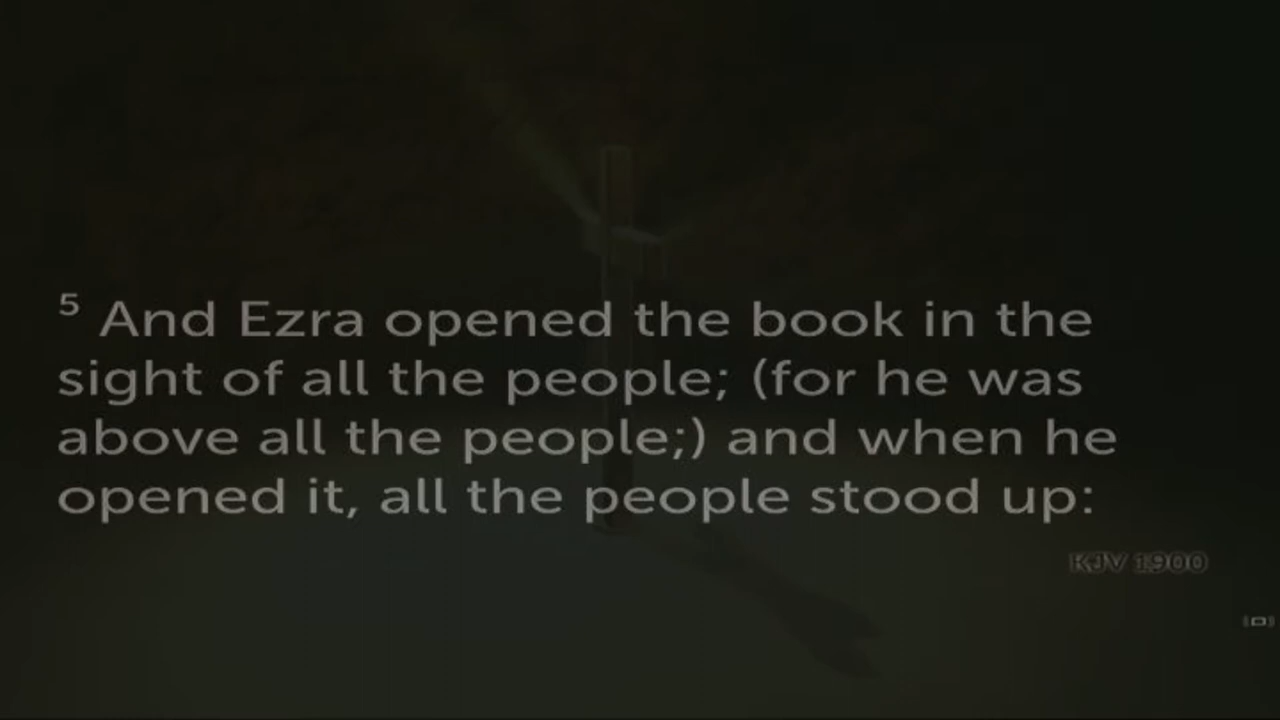 5 And Ezra opened the book in the
sight of all the people; (for he was
above all the people;) and when he
opened it, all the people stood up:
KJV 1900